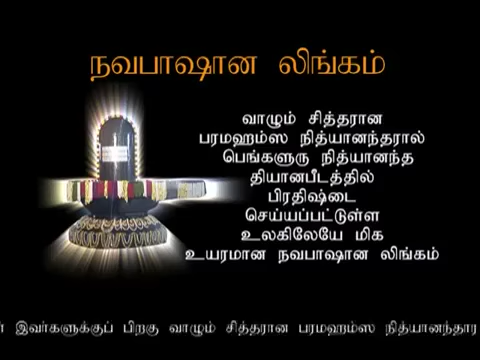 நவபாஷான லிங்கம்
வாழும் சித்தரான
பரமஹம்ஸ நித்யானந்தரால்
பெங்களுரு நித்யானந்த
தியானபீடத்தில்
பிரதிஷ்டை
செய்யப்பட்டுள்ள
உலகிலேயே மிக
உயரமான நவபாஷான லிங்கம்
இவர்களுக்குப் பிறகு வாழும் சித்தரான பரமஹம்ஸ நித்யானந்தார